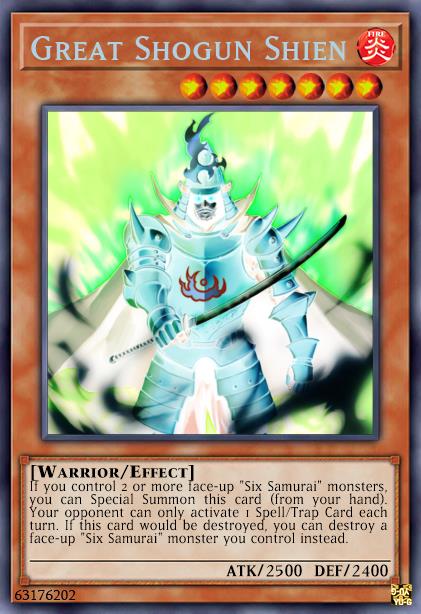 GREAT SHOGUN SHIEN
FIRE
炎
[WARRIOR/EFFECT]
If you control 2 or more face-up "Six Samurai" monsters,
you can Special Summon this card (from your hand).
Your opponent can only activate 1 Spell/Trap Card each
turn. If this card would be destroyed, you can destroy a
face-up "Six Samurai" monster you control instead.
ATK/2500 DEF/2400
63176202